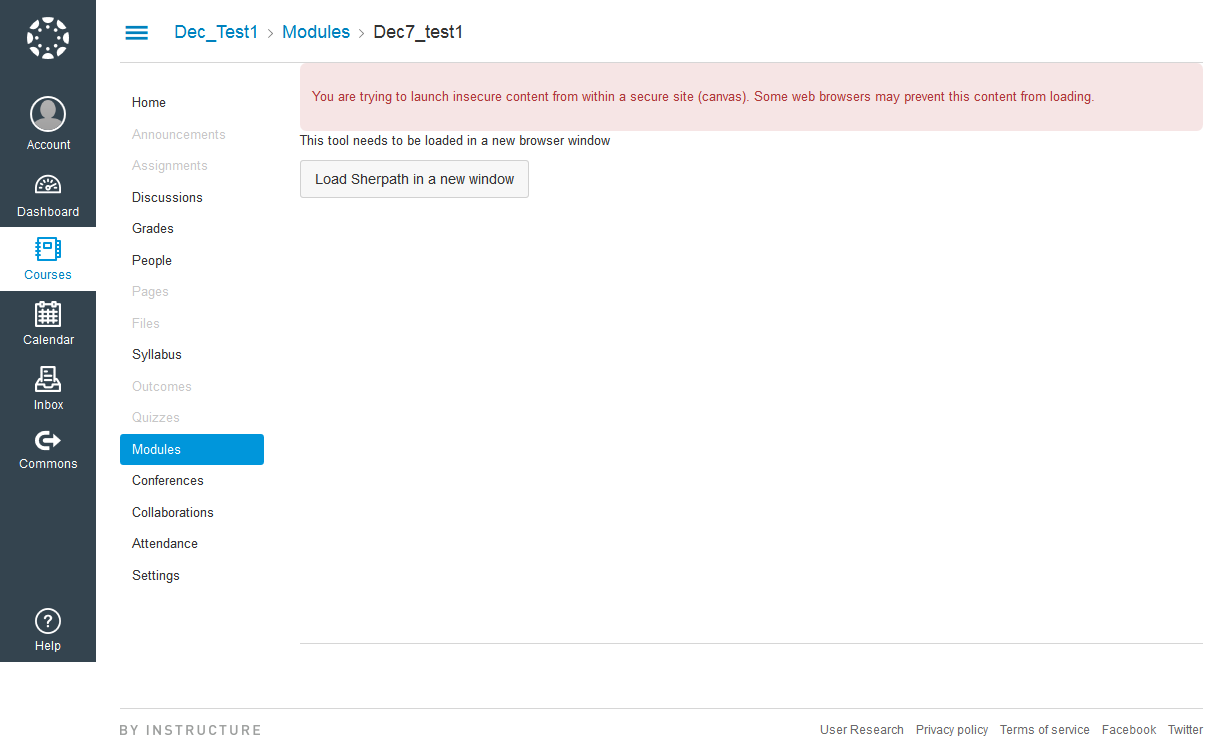 Account
Dashboard
Courses
Calendar
Inbox
Commons
Help
Dec_Test1 > Modules > Dec7_test1
Home
Announcements
Assignments
Discussions
Grades
People
Pages
Files
Syllabus
Outcomes
Quizzes
Modules
Conferences
Collaborations
Attendance
Settings
You are trying to launch insecure content from within a secure site (canvas). Some web browsers may prevent this content from loading.
This tool needs to be loaded in a new browser window
Load Sherpath in a new window
BY INSTRUCTURE
User Research Privacy policy Terms of service Facebook Twitter